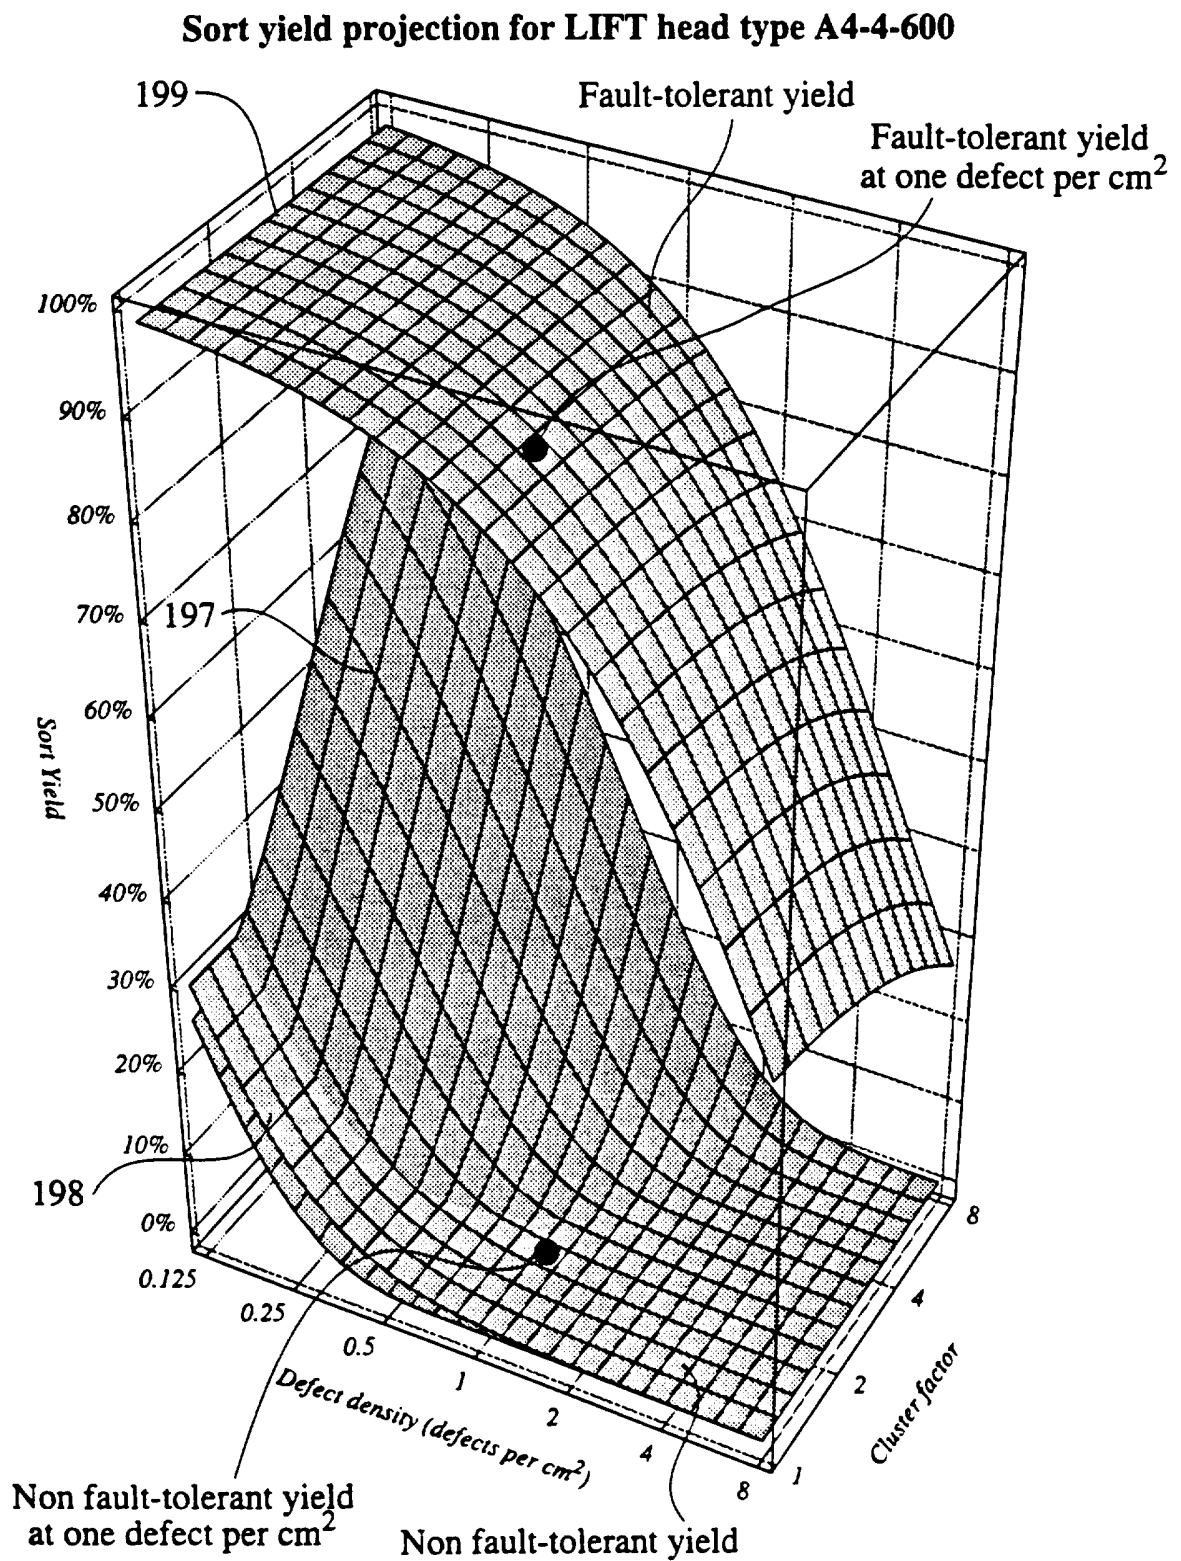 Sort yield projection for LIFT head type A4-4-600
199
Fault-tolerant yield
Fault-tolerant yield
at one defect per cm²
100%
90%
80%
70%
197
60%
Sort Yield
50%
40%
30%
20%
10%
198
0%
0.125
0.25
0.5
1
2
4
8
Defect density (defects per cm²)
8
4
2
1
Cluster factor
Non fault-tolerant yield
at one defect per cm²
Non fault-tolerant yield